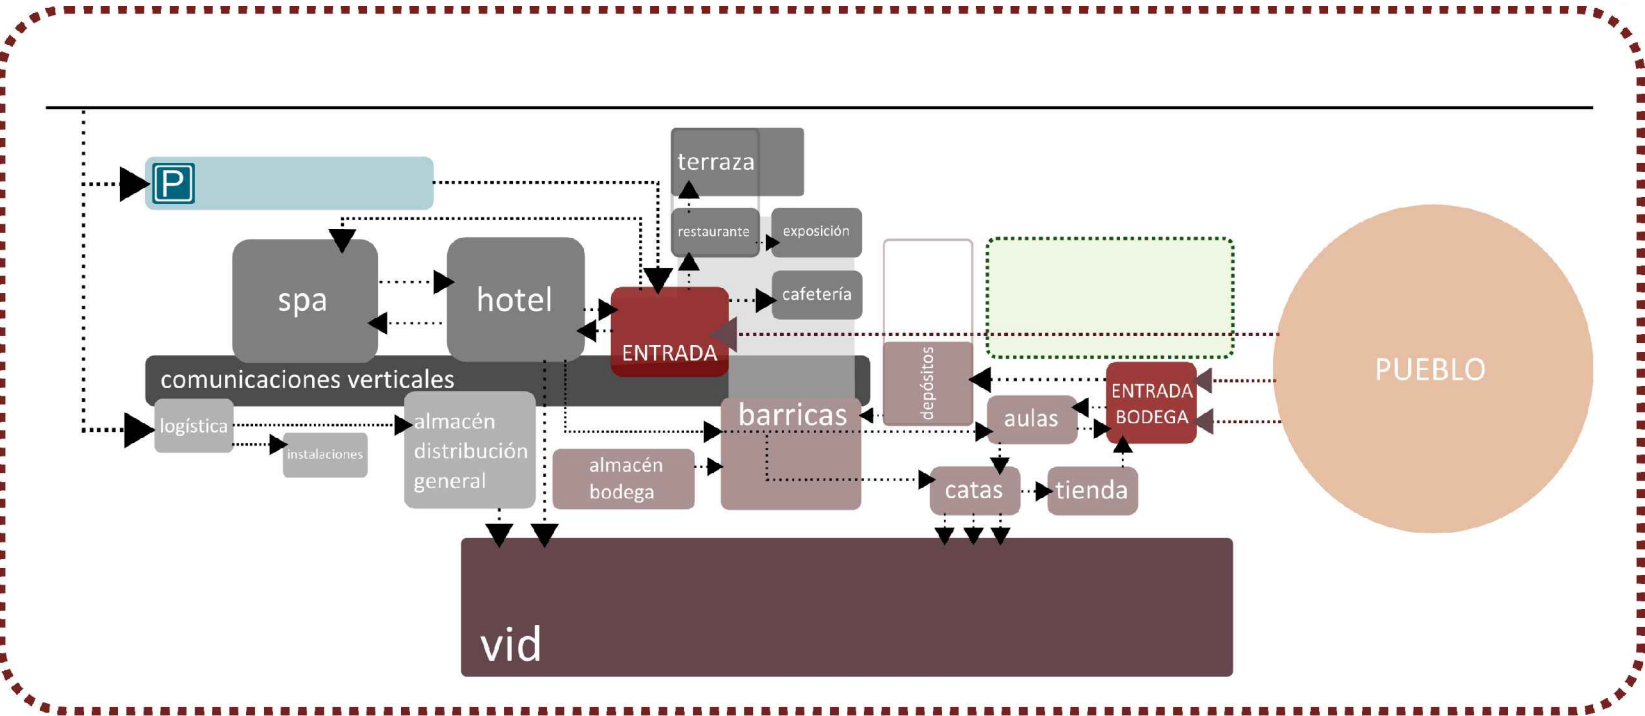 terraza
P
restaurante
exposición
spa
hotel
cafetería
ENTRADA
PUEBLO
comunicaciones verticales
depósitos
ENTRADA
BODEGA
logística
almacén
distribución
general
barricas
aulas
instalaciones
almacén
bodega
catas
tienda
vid